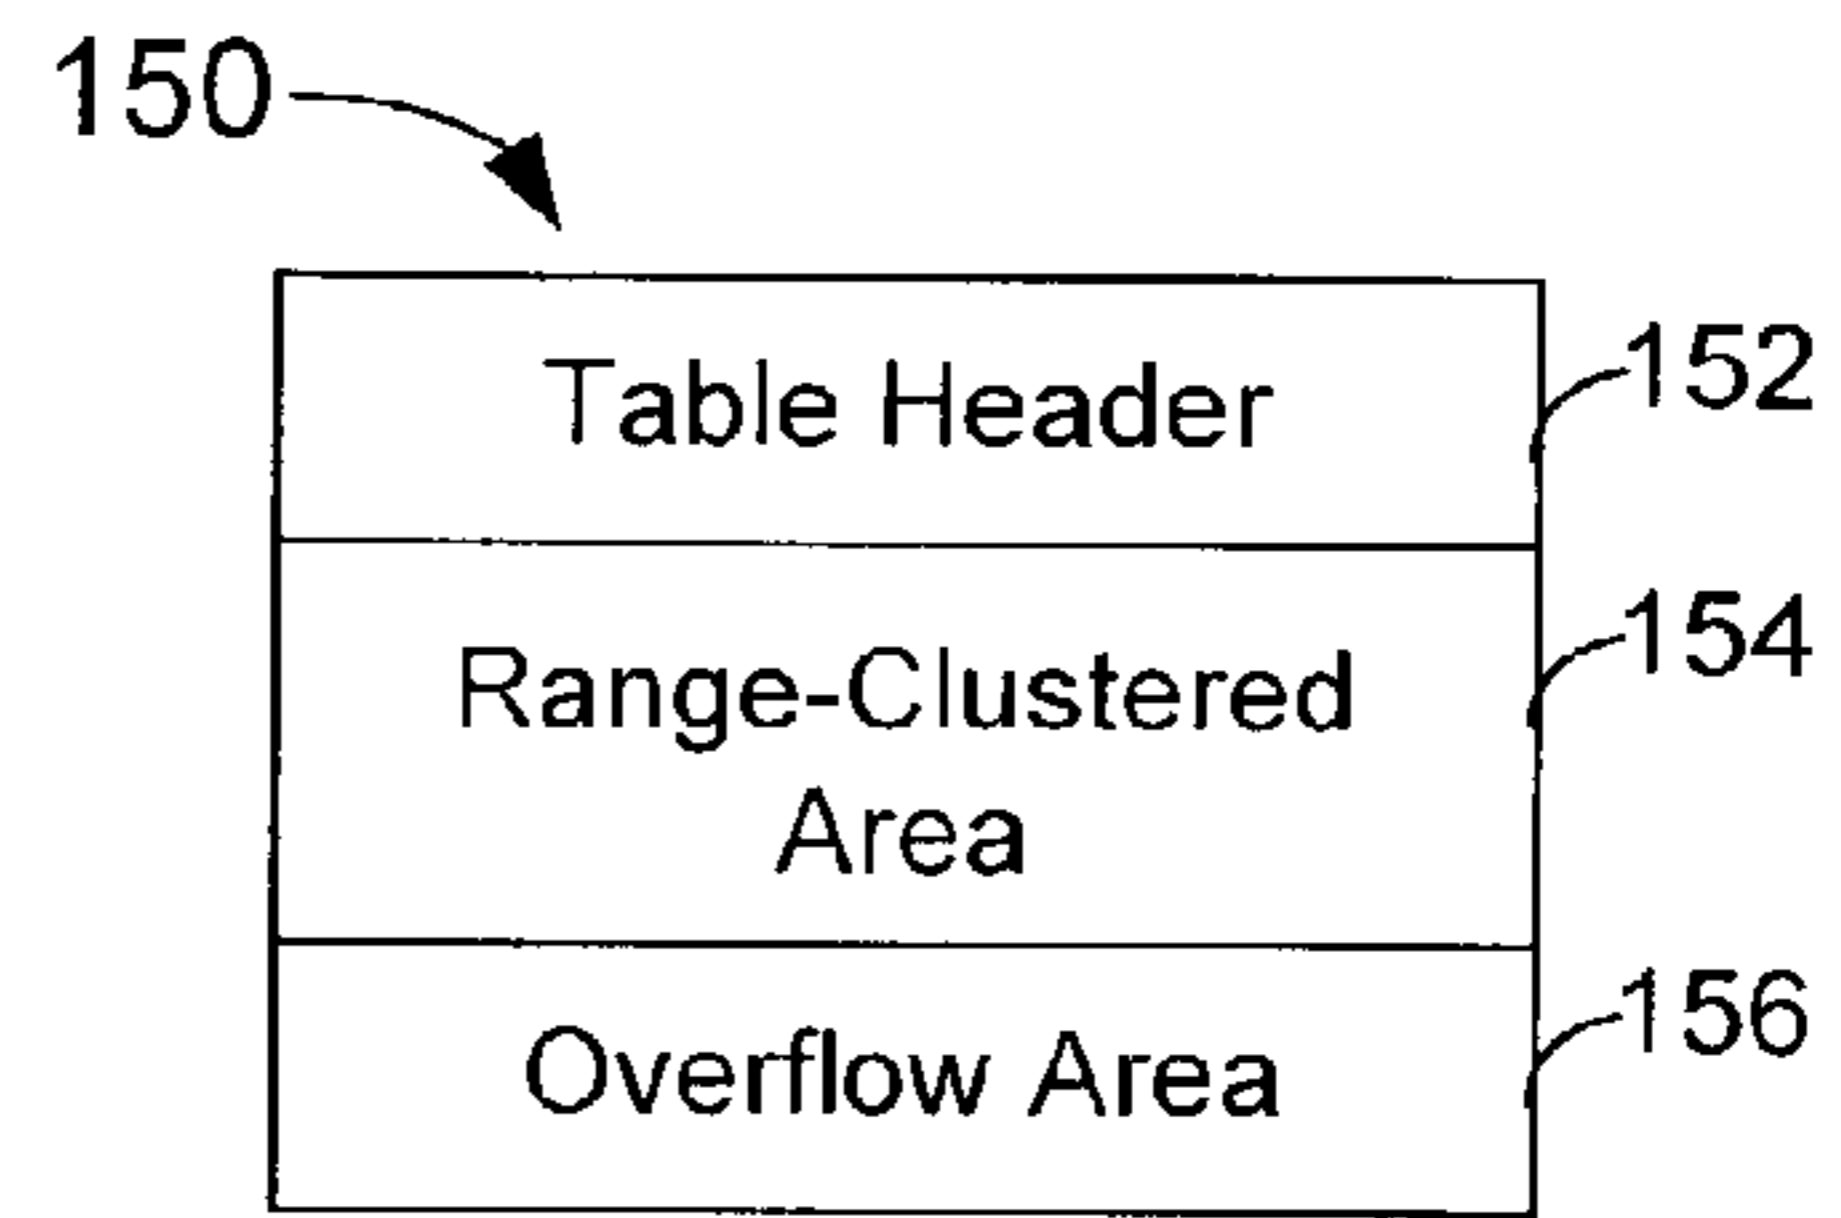 150
Table Header
152
Range-Clustered
Area
154
Overflow Area
156